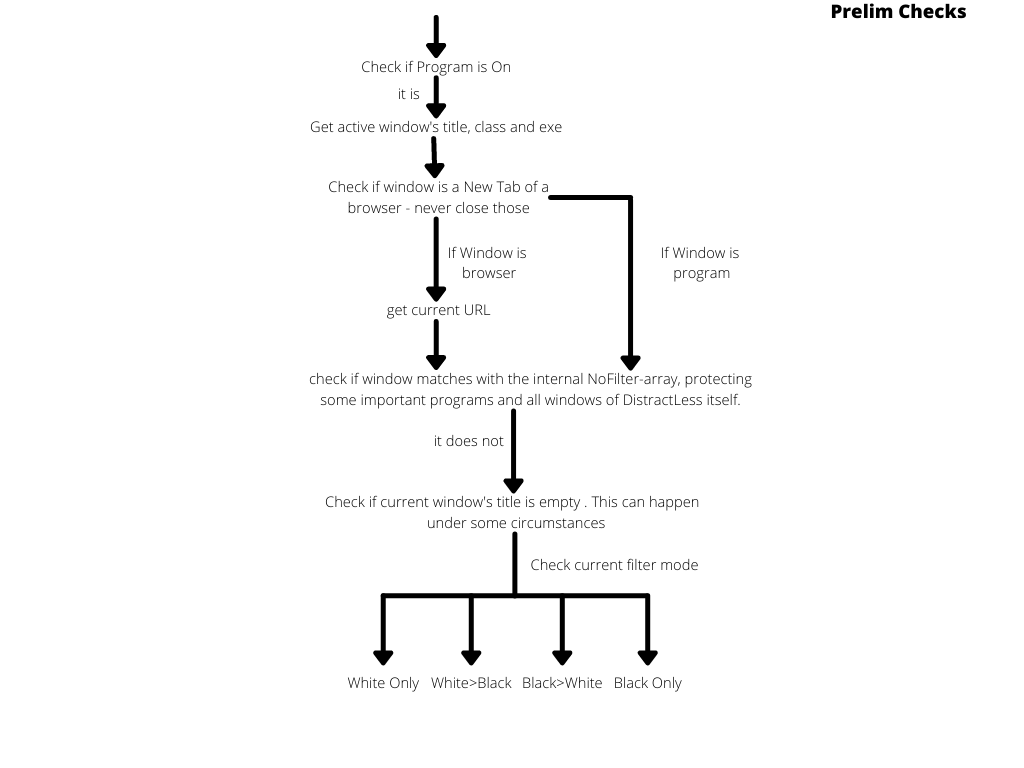 Prelim Checks
Check if Program is On
it is
Get active window's title, class and exe
Check if window is a New Tab of a
browser - never close those
If Window is
browser
If Window is
program
get current URL
check if window matches with the internal NoFilter-array, protecting
some important programs and all windows of DistractLess itself.
it does not
Check if current window's title is empty . This can happen
under some circumstances
Check current filter mode
White Only
White>Black
Black>White
Black Only